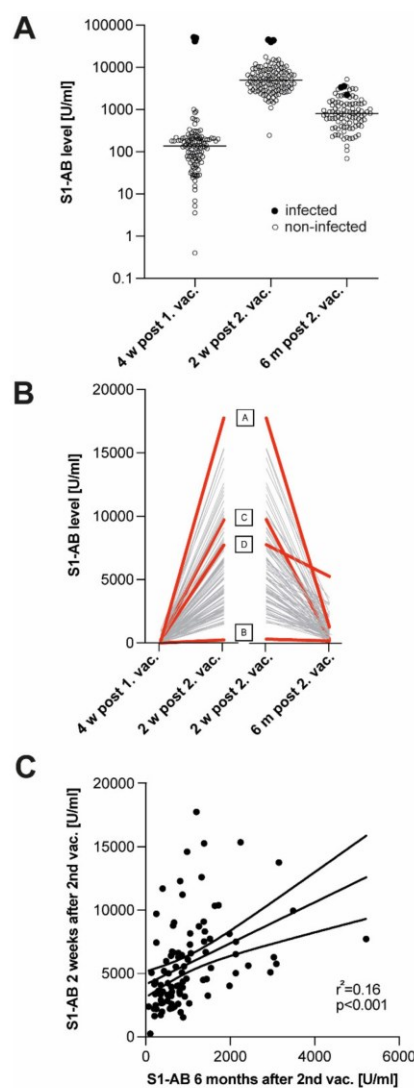 A
S1-AB level [U/ml]
100000
10000
1000
100
10
1
0.1
infected
non-infected
4 w post 1. vac.
2 w post 2. vac.
6 m post 2. vac.
B
S1-AB level [U/ml]
20000
15000
10000
5000
0
A
C
D
B
4 w post 1. vac.
2 w post 2. vac.
2 w post 2. vac.
6 m post 2. vac.
C
S1-AB 2 weeks after 2nd vac. [U/ml]
20000
15000
10000
5000
0
r²=0.16
p<0.001
0 2000 4000 6000
S1-AB 6 months after 2nd vac. [U/ml]